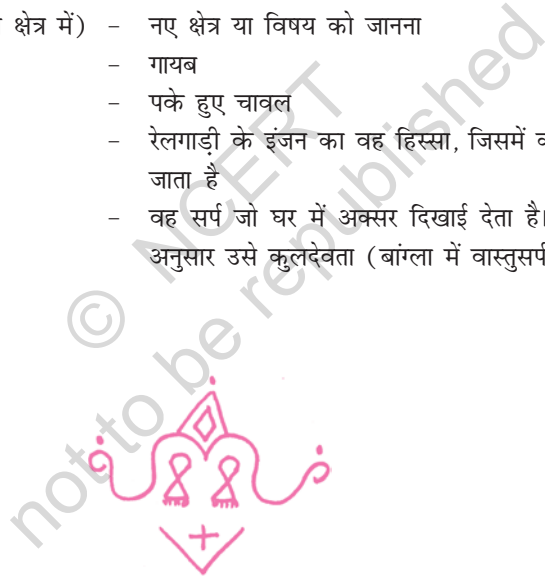 क्षेत्र में) – नए क्षेत्र या विषय को जानना
– गायब
– पके हुए चावल
– रेलगाड़ी के इंजन का वह हिस्सा, जिसमें
जाता है
– वह सर्प जो घर में अक्सर दिखाई देता है।
अनुसार उसे कुलदेवता (बांग्ला में वास्तुसर्प
© NCERT
not to be republished